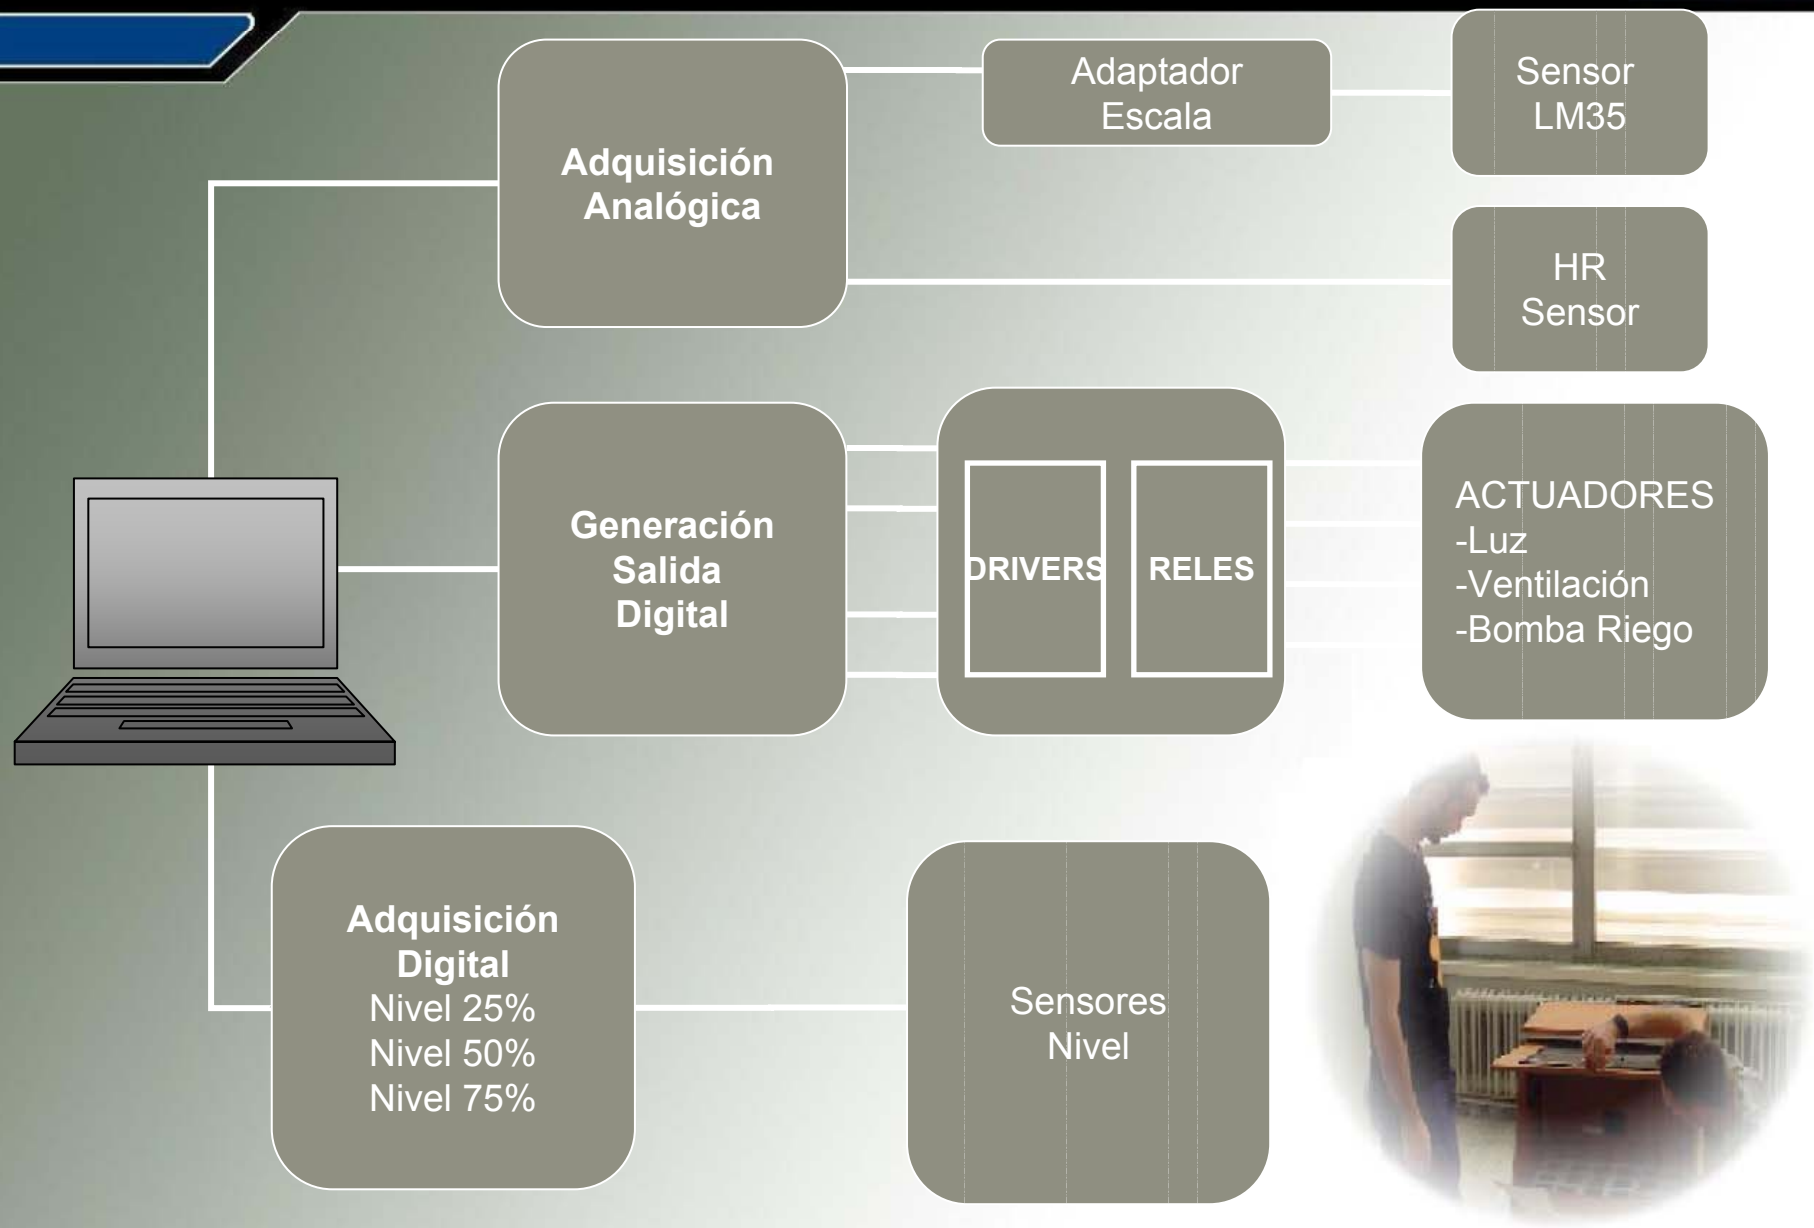 Adaptador
Escala
Sensor
LM35
Adquisición
Analógica
HR
Sensor
Generación
Salida
Digital
DRIVERS
RELES
ACTUADORES
-Luz
-Ventilación
-Bomba Riego
Adquisición
Digital
Nivel 25%
Nivel 50%
Nivel 75%
Sensores
Nivel